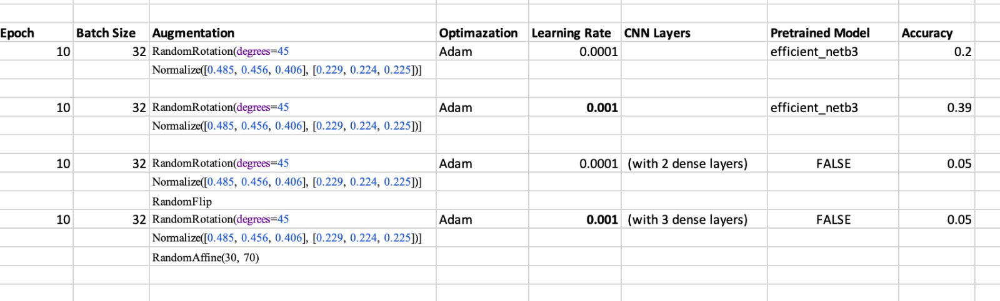 Epoch Batch Size Augmentation Optimazation Learning Rate CNN Layers Pretrained Model Accuracy
10 32 RandomRotation(degrees=45 Adam 0.0001 efficient_netb3 0.2
Normalize([0.485, 0.456, 0.406], [0.229, 0.224, 0.225])]
10 32 RandomRotation(degrees=45 Adam 0.001 efficient_netb3 0.39
Normalize([0.485, 0.456, 0.406], [0.229, 0.224, 0.225])]
10 32 RandomRotation(degrees=45 Adam 0.0001 (with 2 dense layers) FALSE 0.05
Normalize([0.485, 0.456, 0.406], [0.229, 0.224, 0.225])]
RandomFlip
10 32 RandomRotation(degrees=45 Adam 0.001 (with 3 dense layers) FALSE 0.05
Normalize([0.485, 0.456, 0.406], [0.229, 0.224, 0.225])]
RandomAffine(30, 70)